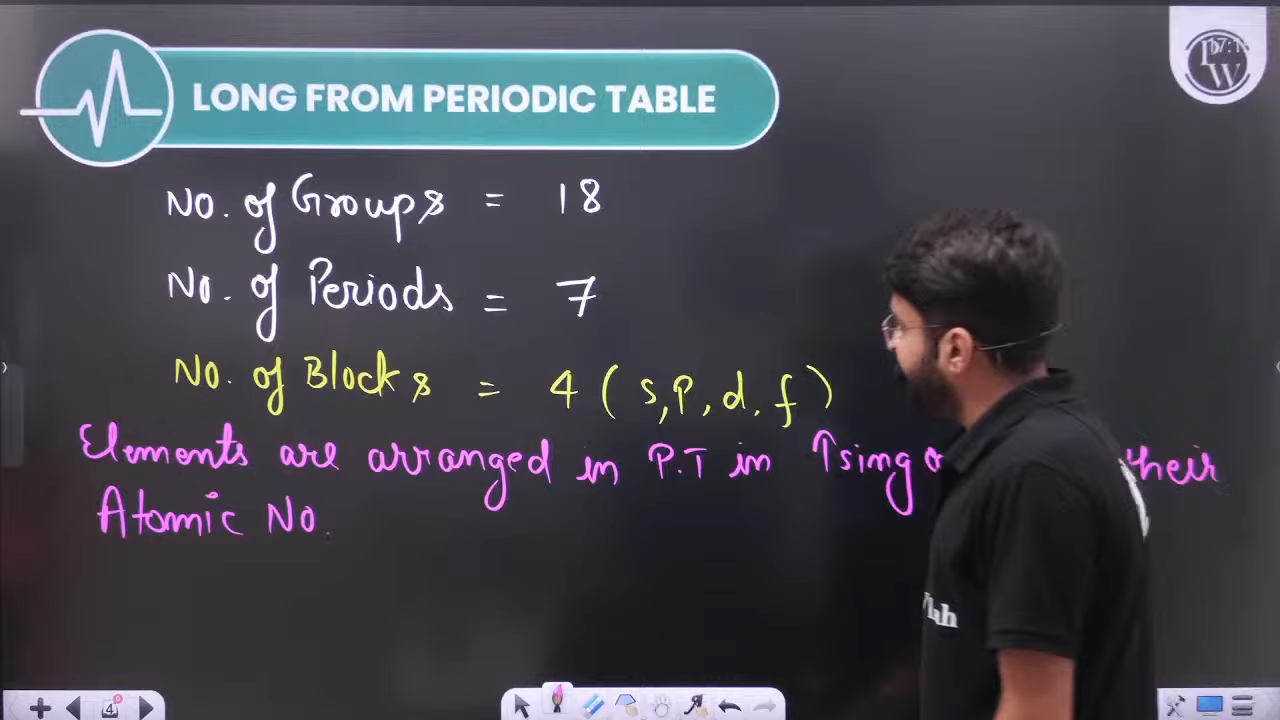 LONG FROM PERIODIC TABLE
No. of Groups = 18
No. of Periods = 7
No. of Blocks = 4 (s, p, d, f)
Elements are arranged in P.T in ↑sing their
Atomic No.
4